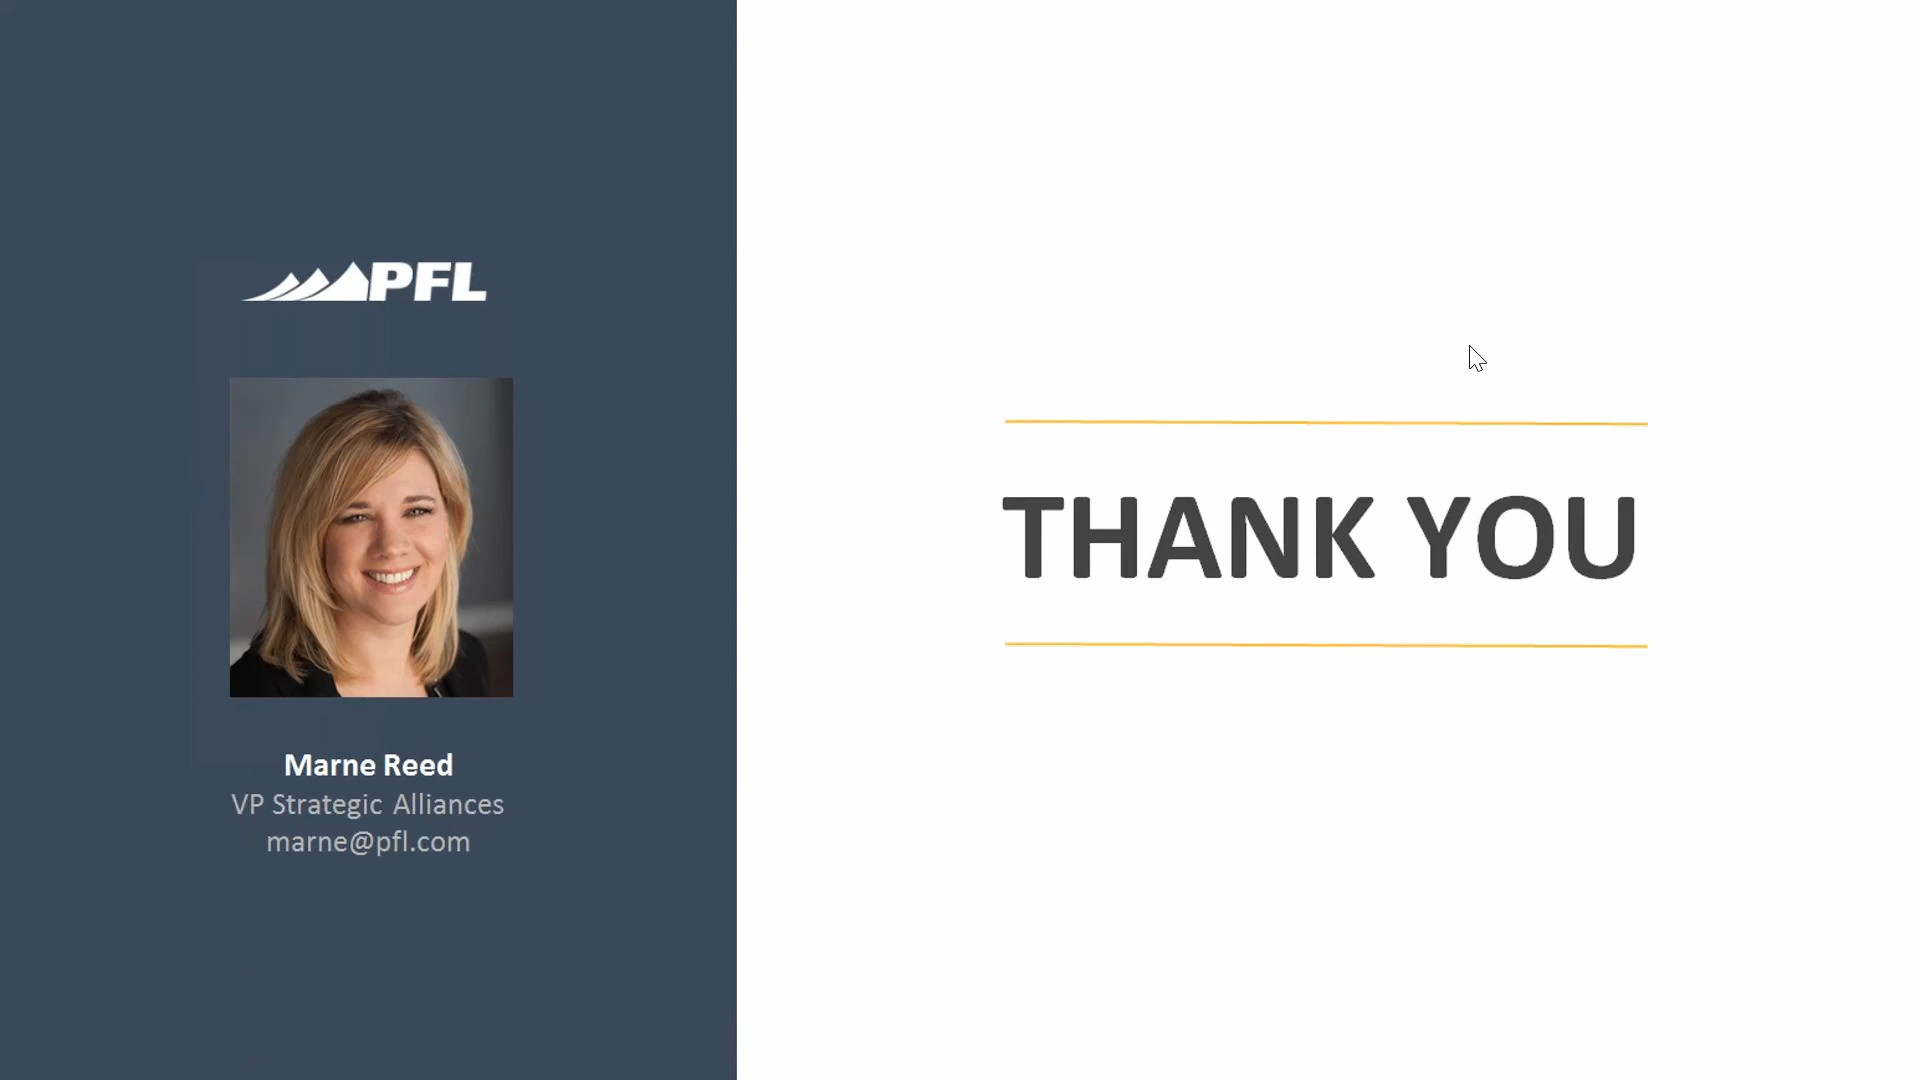 PFL
Marne Reed
VP Strategic Alliances
marne@pfl.com
THANK YOU